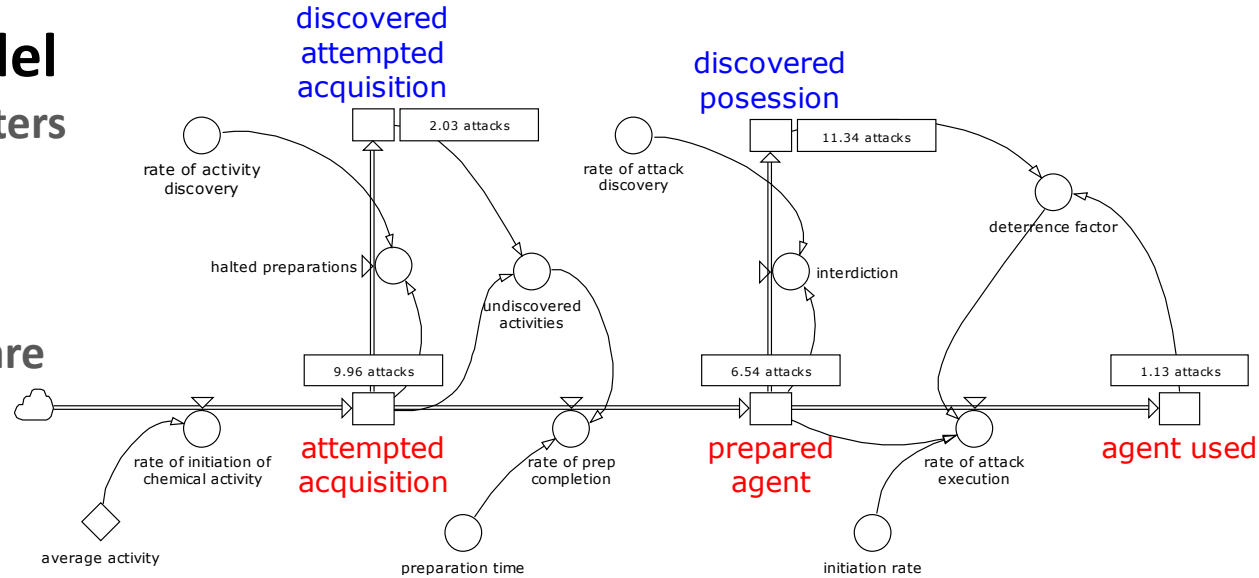 del
ters
are
discovered
attempted
acquisition
discovered
posession
2.03 attacks
11.34 attacks
rate of activity
discovery
rate of attack
discovery
deterrence factor
halted preparations
interdiction
undiscovered
activities
9.96 attacks
6.54 attacks
1.13 attacks
attempted
acquisition
prepared
agent
agent used
rate of initiation of
chemical activity
rate of prep
completion
rate of attack
execution
average activity
preparation time
initiation rate